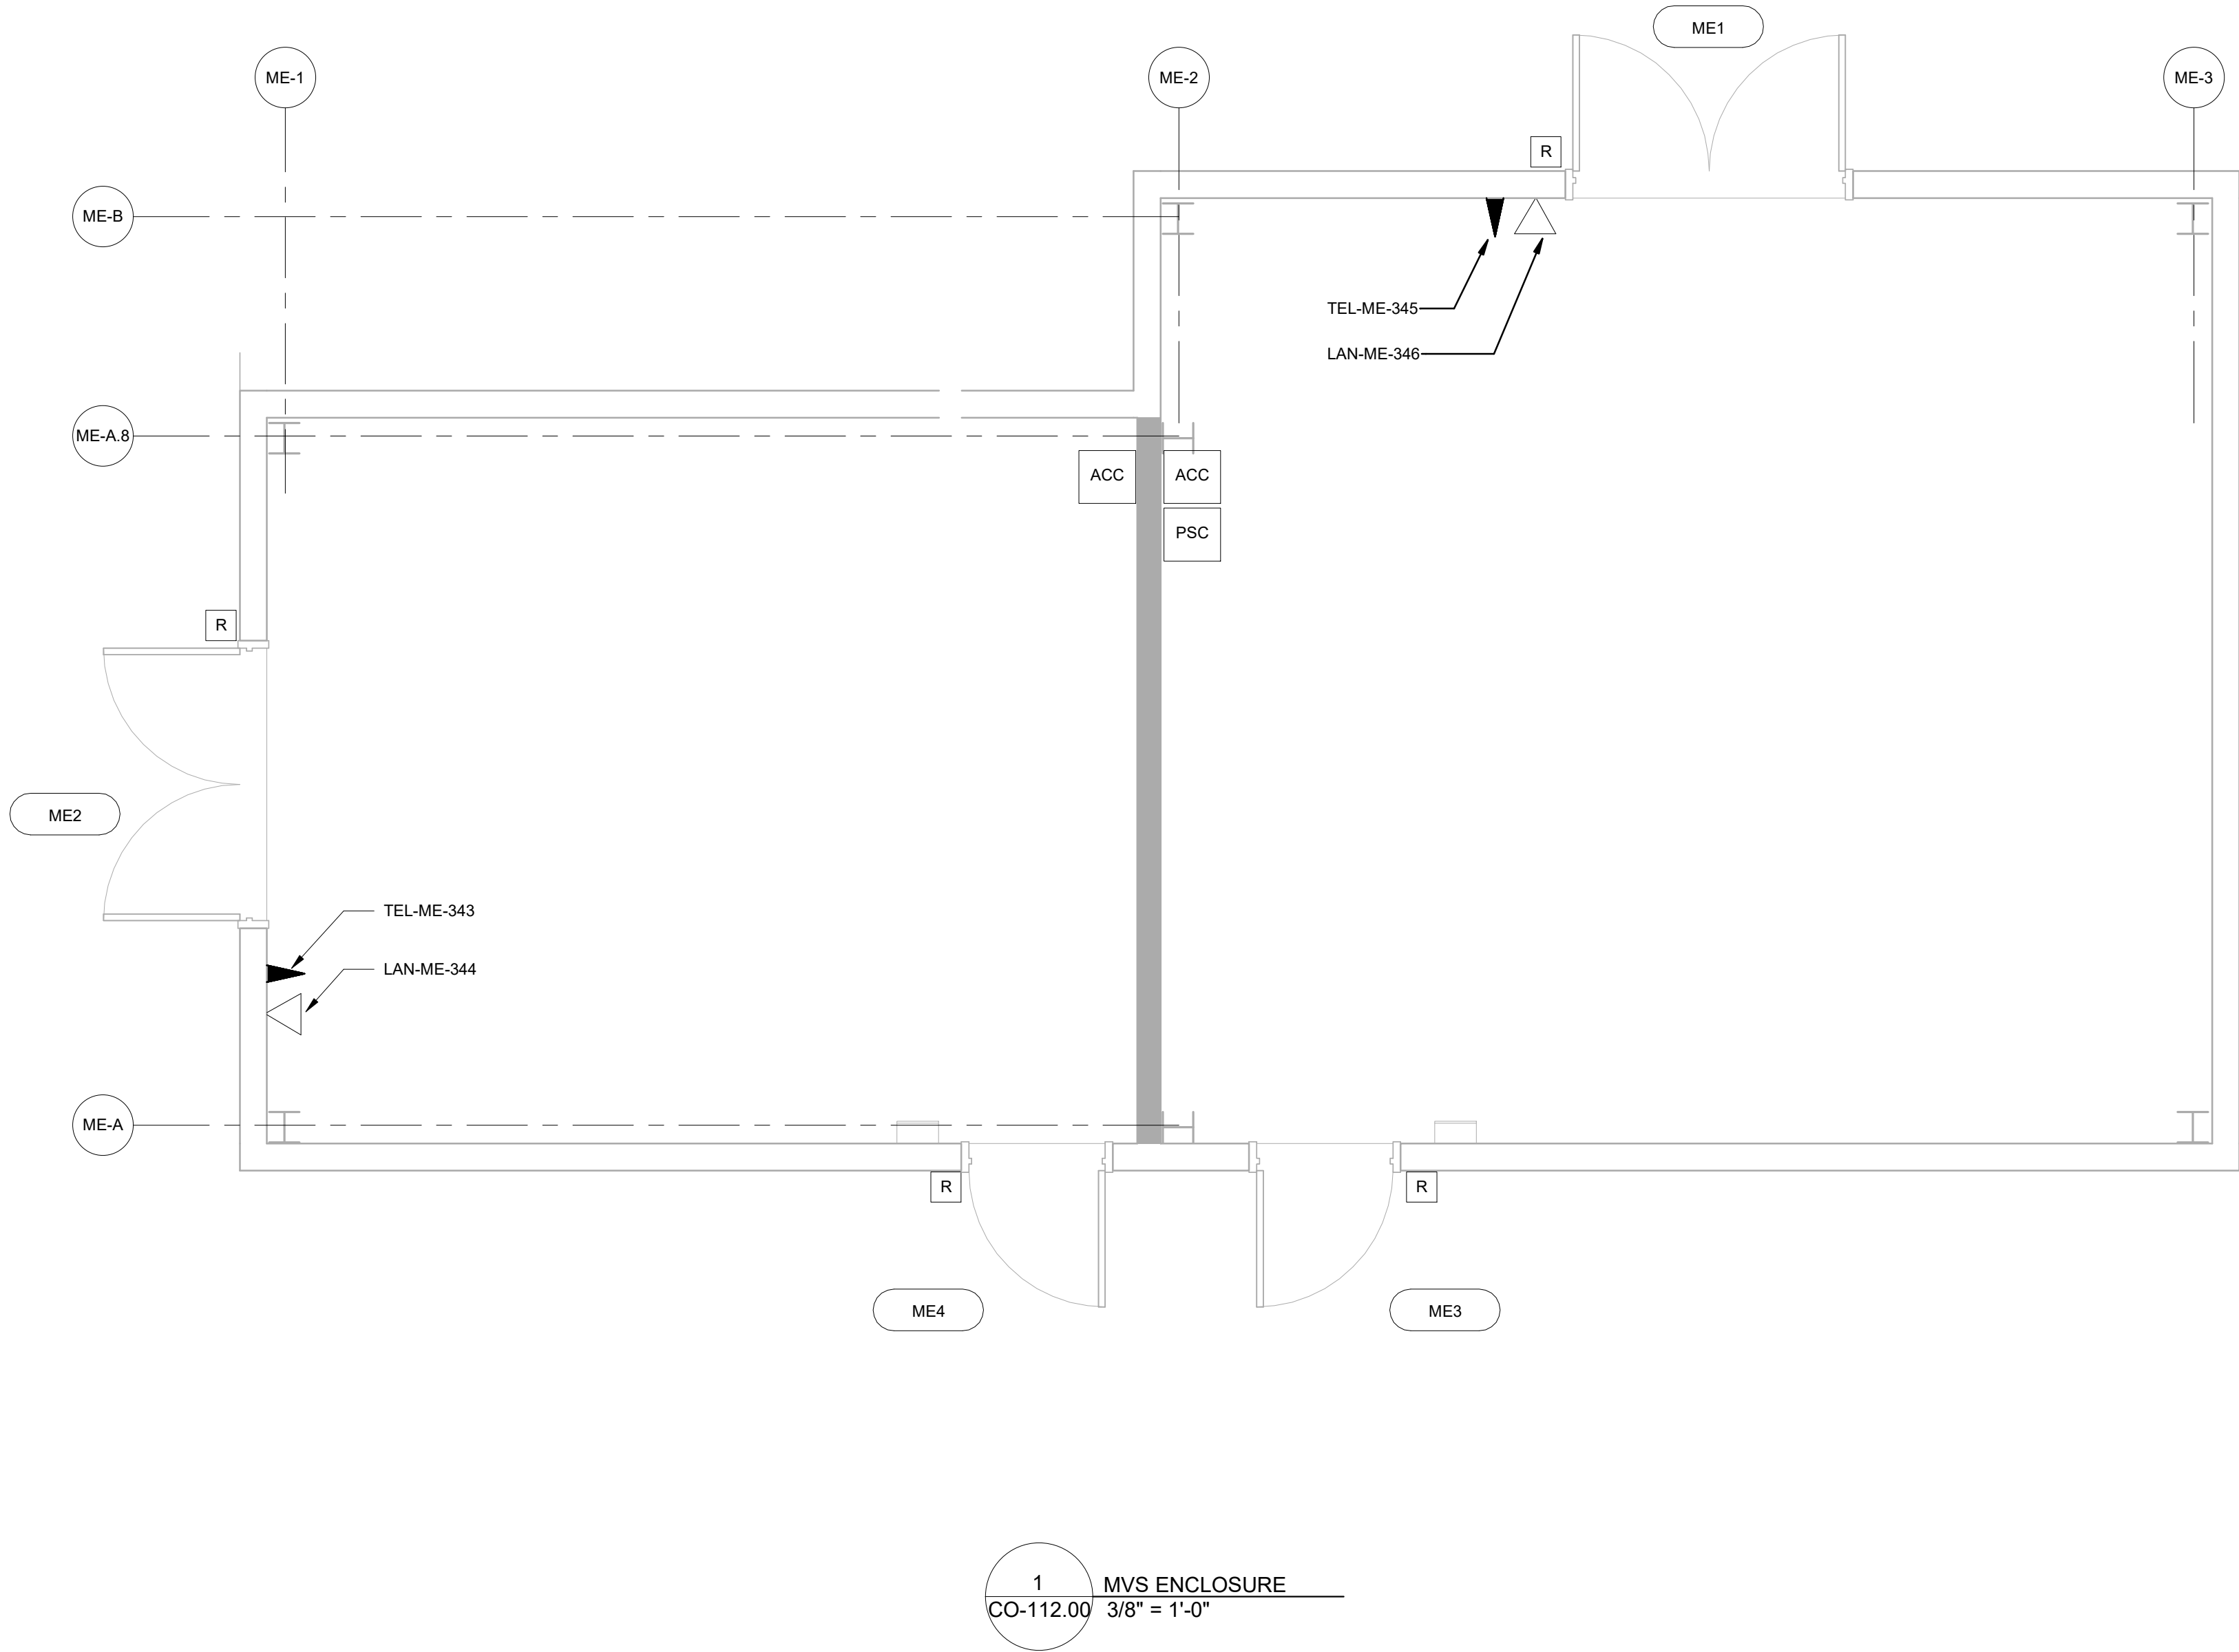 ME1
ME-1
ME-2
ME-3
R
ME-B
TEL-ME-345
LAN-ME-346
ME-A.8
ACC
ACC
PSC
R
ME2
TEL-ME-343
LAN-ME-344
ME-A
R
R
ME4
ME3
1
MVS ENCLOSURE
CO-112.00
3/8" = 1'-0"